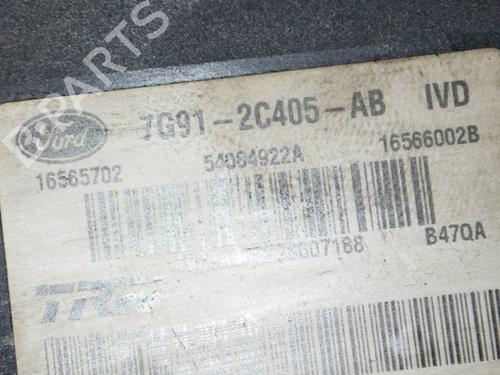 Ford 7G91-2C405-AB IVD
16565702 54084922A 16566002B
B47QA
TRW